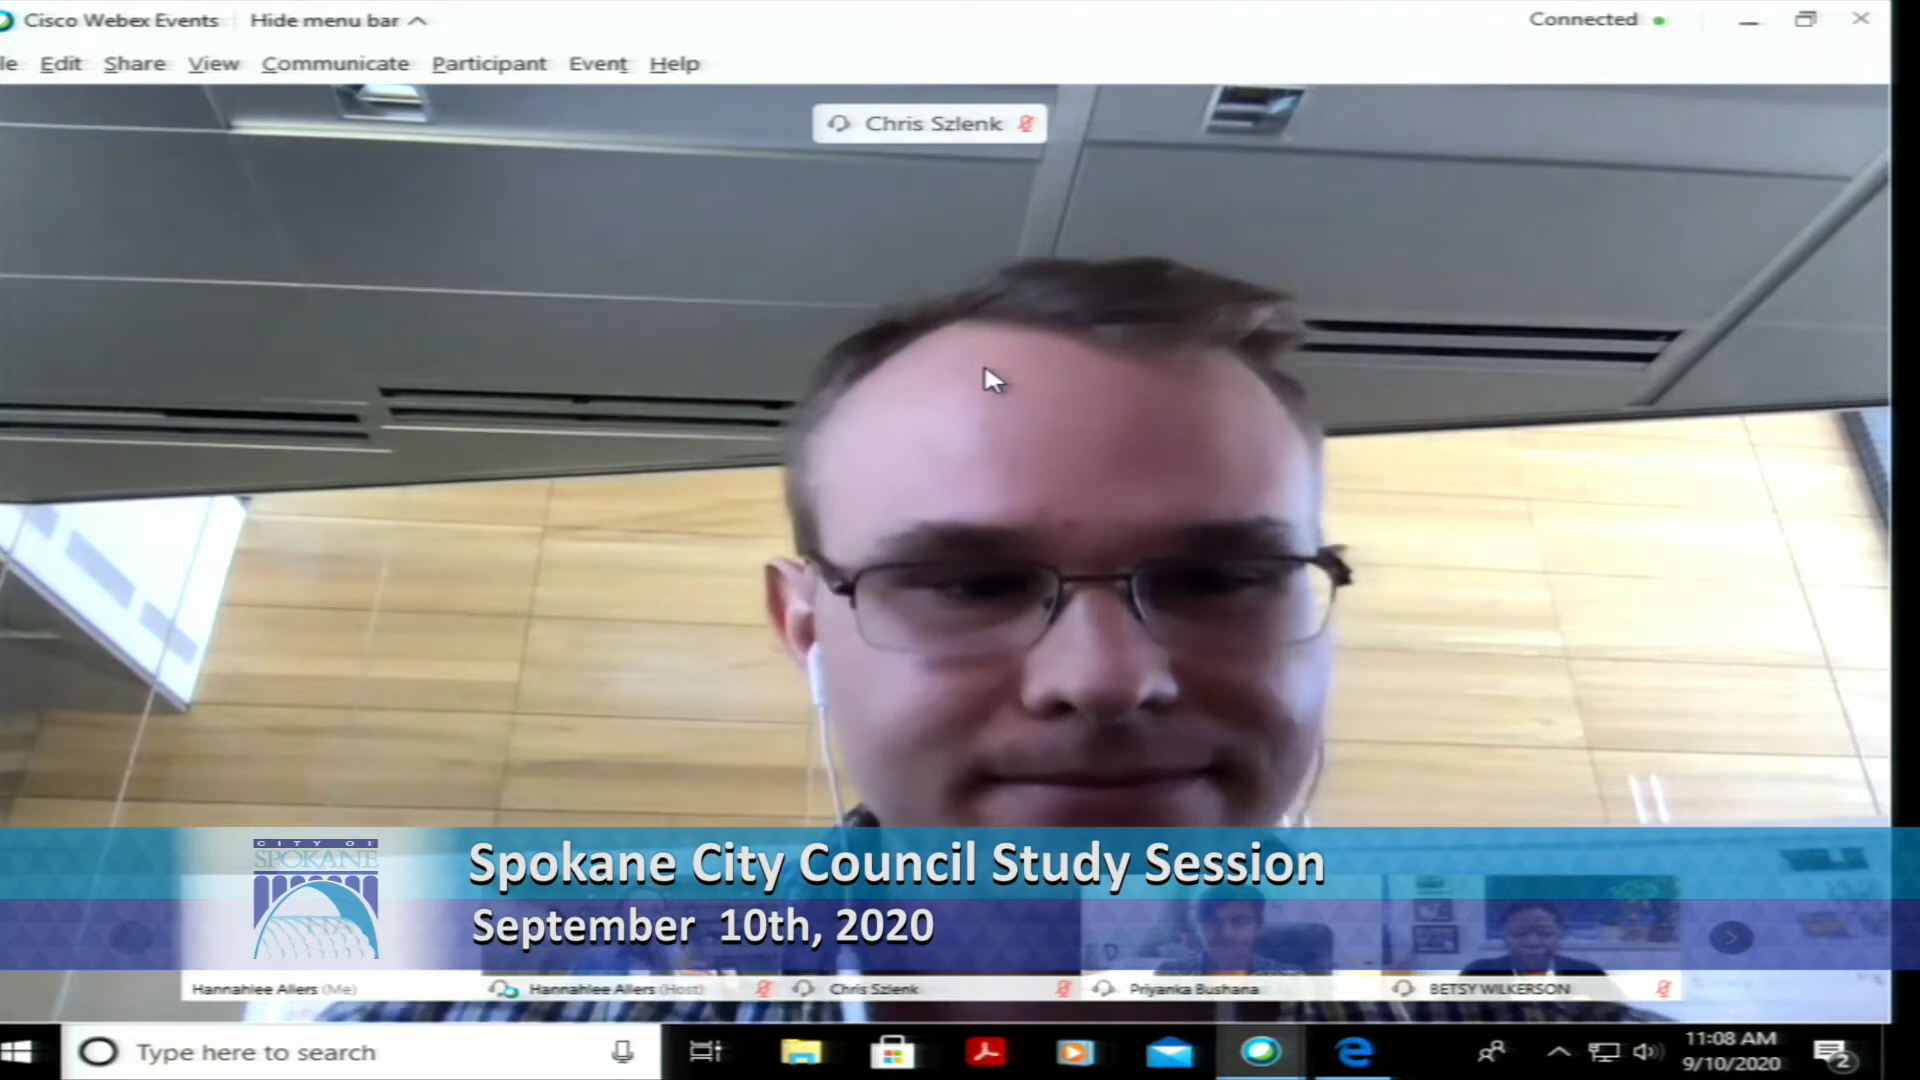 Cisco Webex Events
Hide menu bar
Connected
le Edit Share View Communicate Participant Event Help
Chris Szlenk
CITY OF
SPOKANE
Spokane City Council Study Session
September 10th, 2020
Hannahlee Allers (Me)
Hannahlee Allers (Host)
Chris Szlenk
Priyanka Bushana
BETSY WILKERSON
Type here to search
11:08 AM
9/10/2020
2